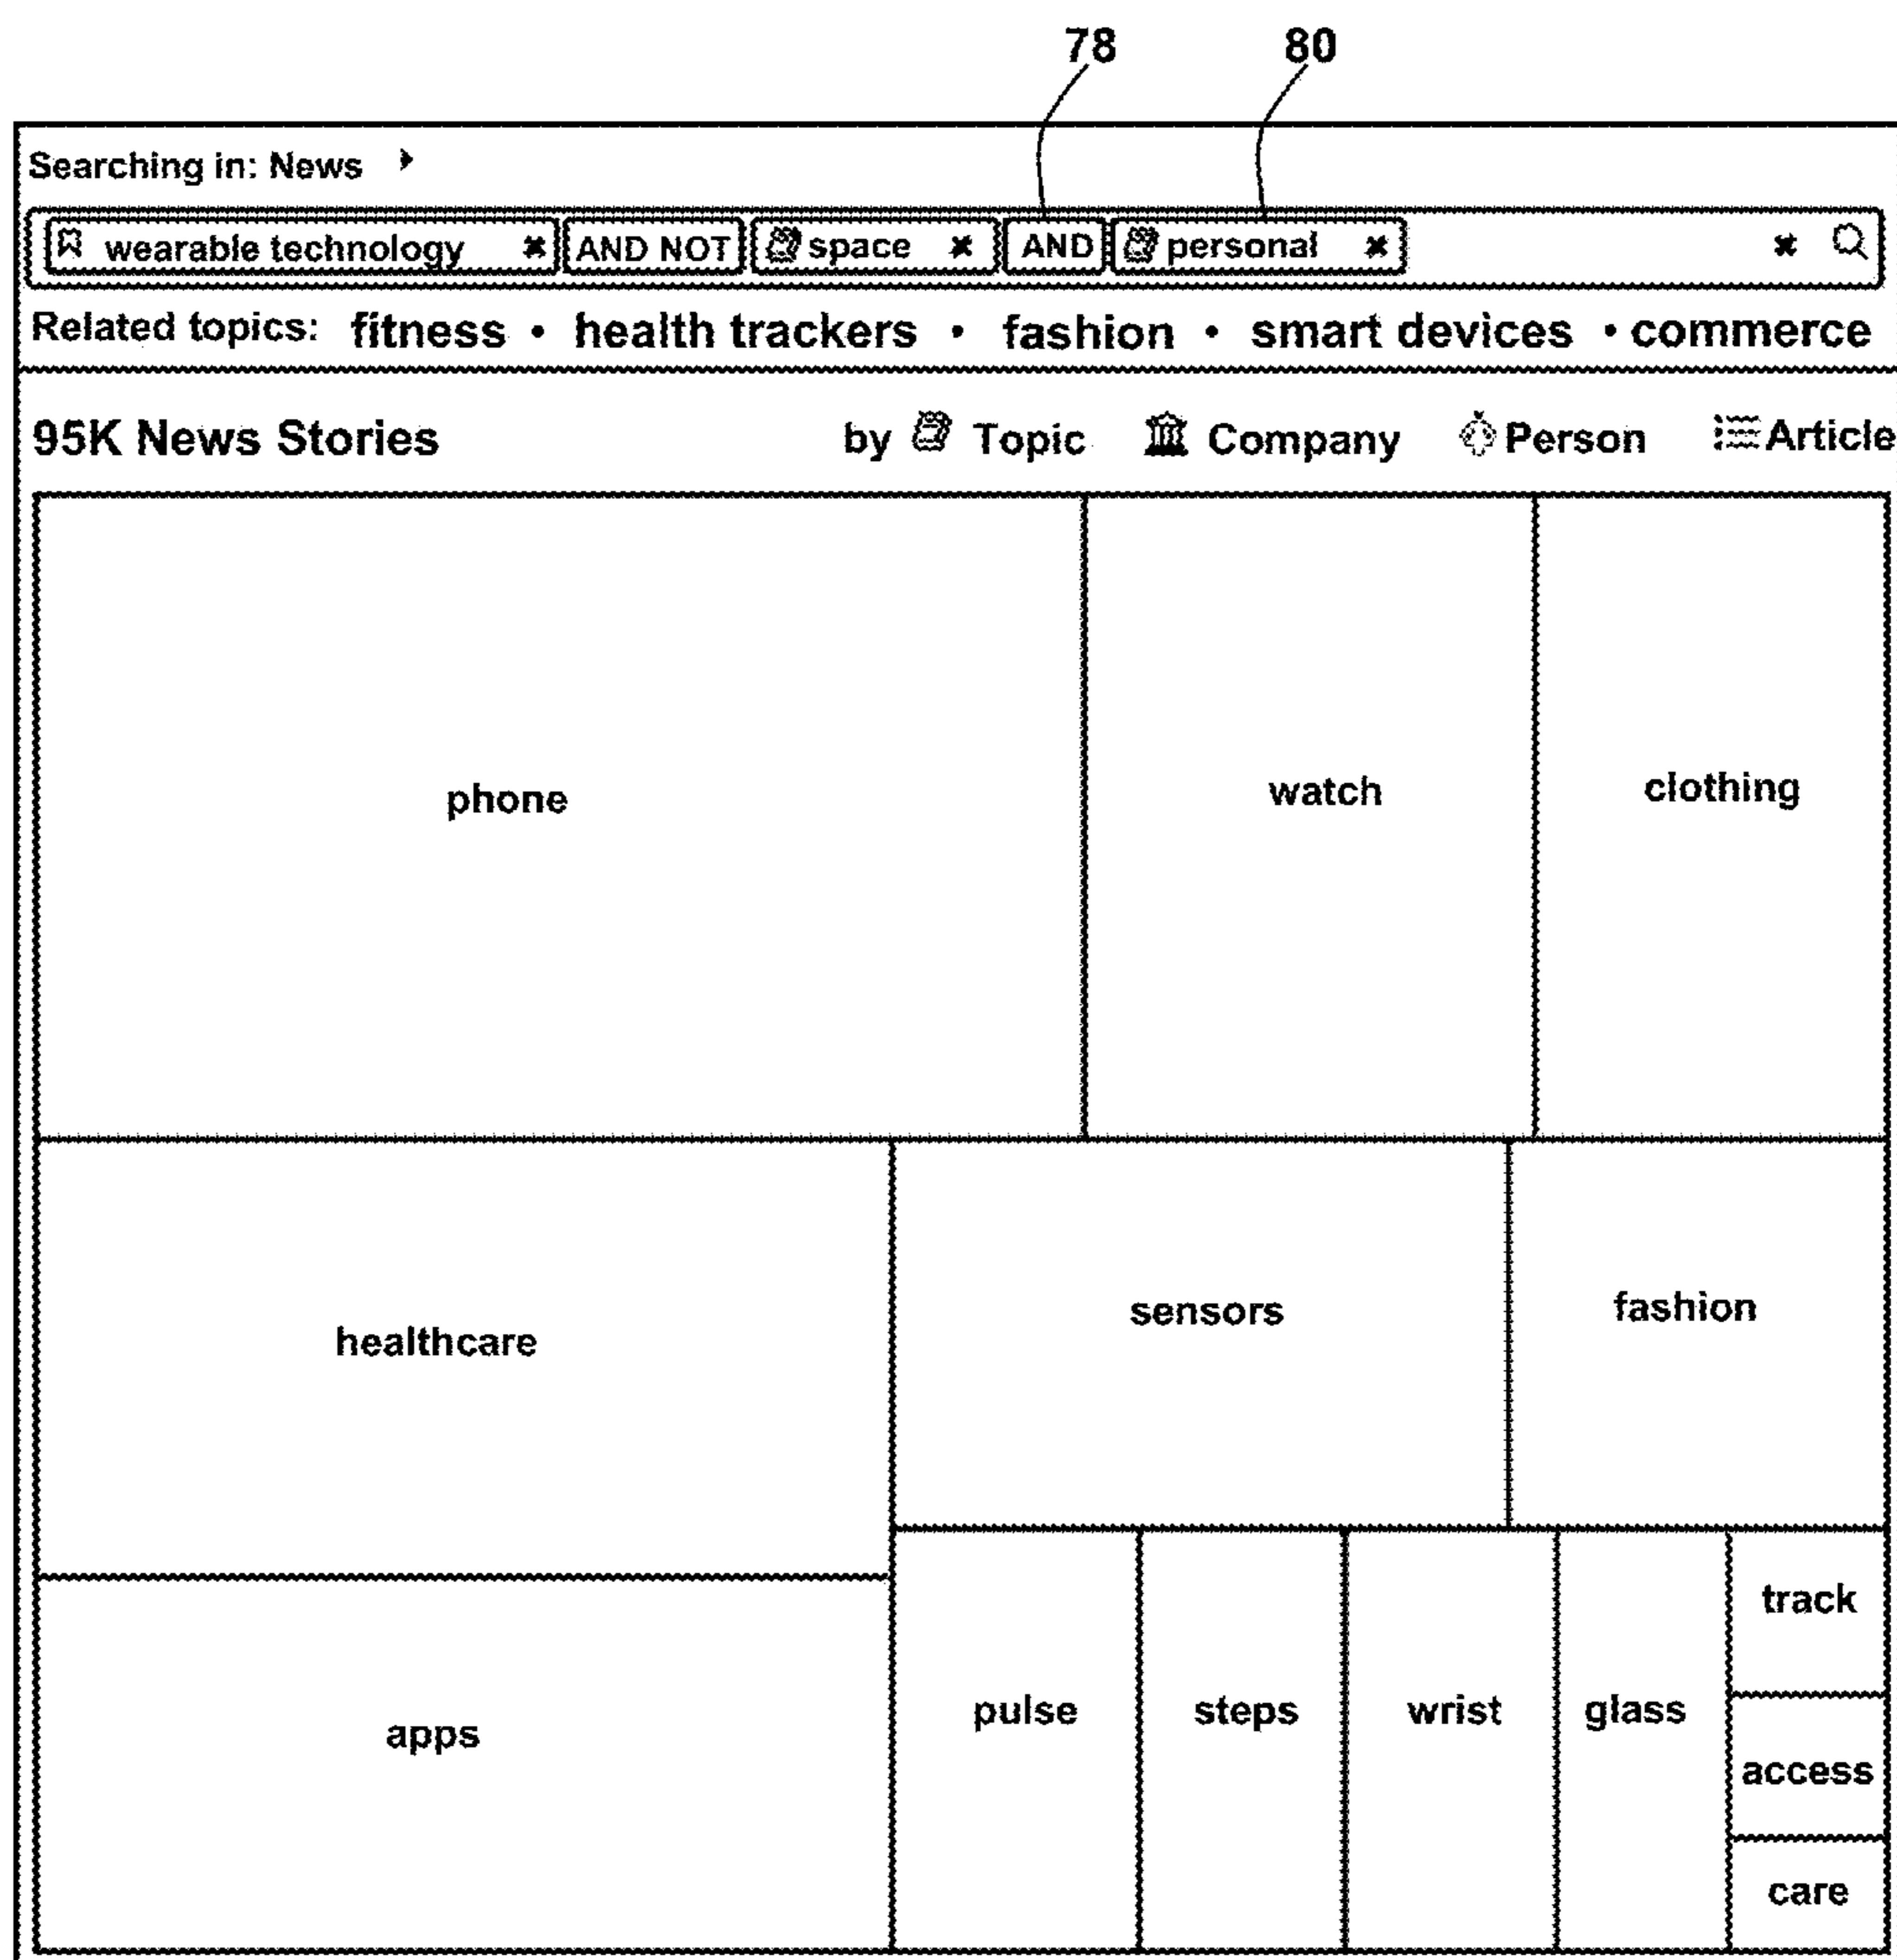 78 80
Searching in: News
wearable technology ✖ AND NOT space ✖ AND personal ✖ ✖
Related topics: fitness • health trackers • fashion • smart devices • commerce
95K News Stories by Topic Company Person Article
phone watch clothing
healthcare sensors fashion
apps pulse steps wrist glass track
access
care